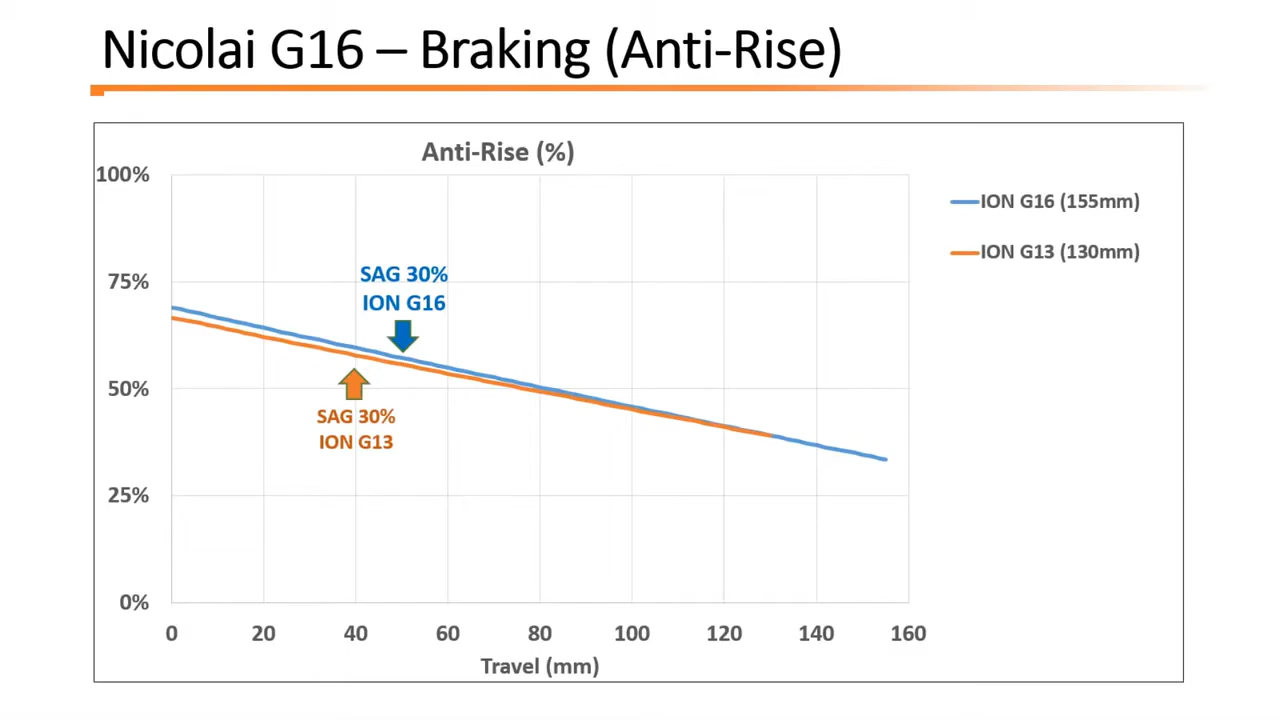 Nicolai G16 – Braking (Anti-Rise)
Anti-Rise (%)
100%
75%
50%
25%
0%
SAG 30%
ION G16
SAG 30%
ION G13
ION G16 (155mm)
ION G13 (130mm)
0 20 40 60 80 100 120 140 160
Travel (mm)